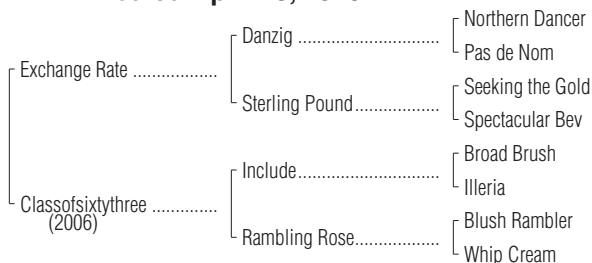 Northern Dancer
Danzig ................................
Pas de Nom
Exchange Rate ..................
Seeking the Gold
Sterling Pound...................
Spectacular Bev
Broad Brush
Include................................
Illeria
Classofsixtythree ..............
(2006)
Blush Rambler
Rambling Rose...................
Whip Cream